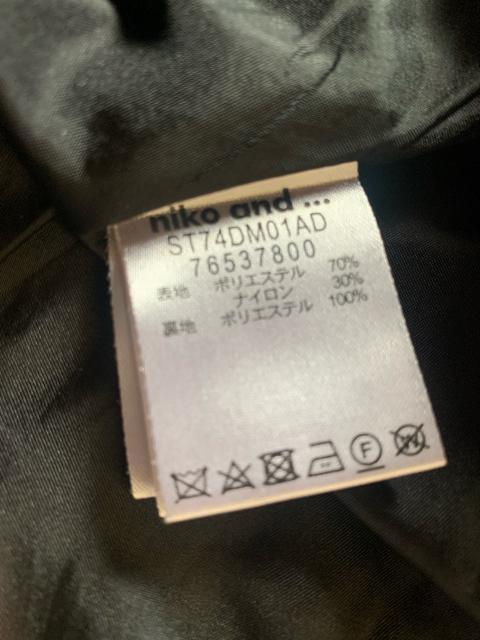 niko and ...
ST74DM01AD
76537800
表地 ポリエステル 70%
ナイロン 30%
裏地 ポリエステル 100%
F
W